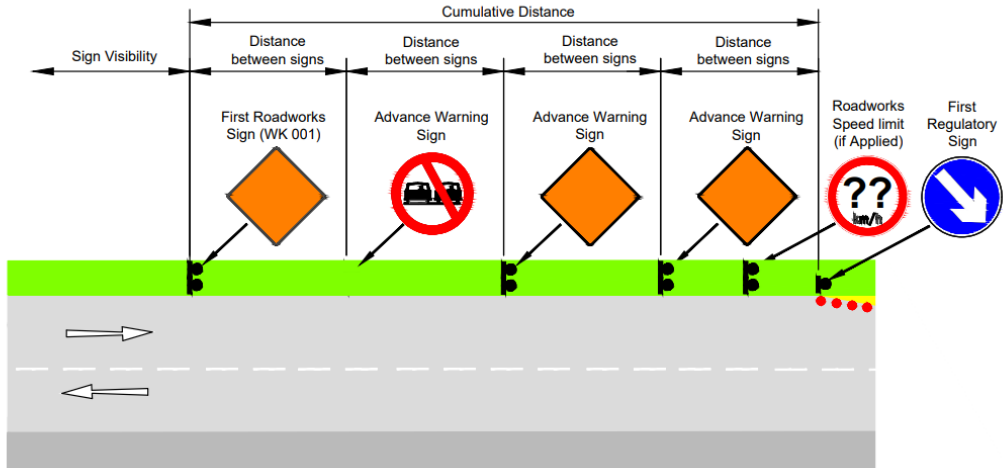 Cumulative Distance
Sign Visibility
Distance
between signs
Distance
between signs
Distance
between signs
Distance
between signs
First Roadworks
Sign (WK 001)
Advance Warning
Sign
Advance Warning
Sign
Advance Warning
Sign
Roadworks
Speed limit
(if Applied)
First
Regulatory
Sign
??
km/h